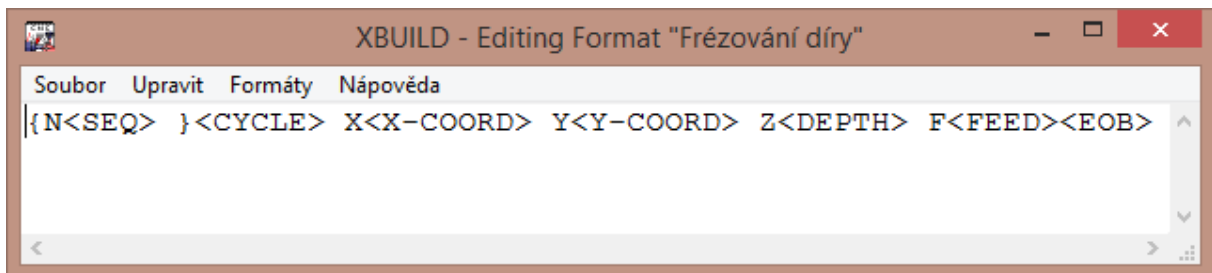 XBUILD - Editing Format "Frézování díry"
Soubor Upravit Formáty Nápověda
{N<SEQ> }<CYCLE> X<X-COORD> Y<Y-COORD> Z<DEPTH> F<FEED><EOB>